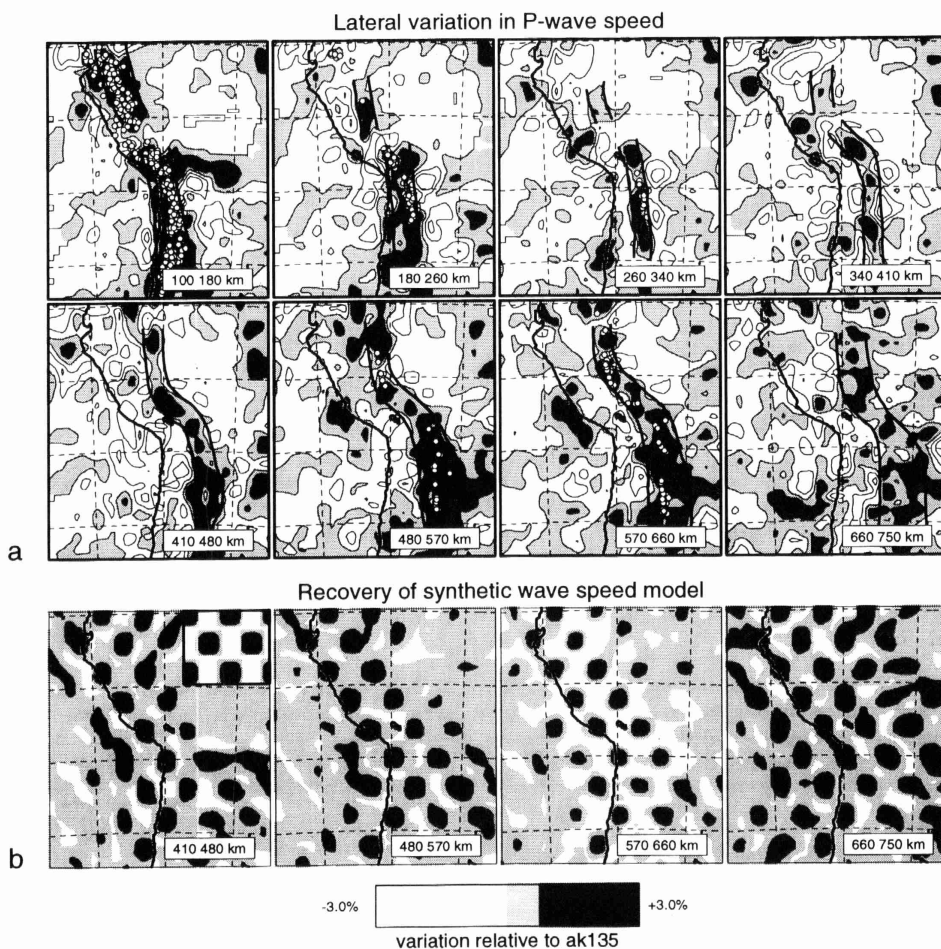 Lateral variation in P-wave speed
100 180 km
180 260 km
260 340 km
340 410 km
410 480 km
480 570 km
570 660 km
660 750 km
a
Recovery of synthetic wave speed model
410 480 km
480 570 km
570 660 km
660 750 km
b
-3.0%
+3.0%
variation relative to ak135